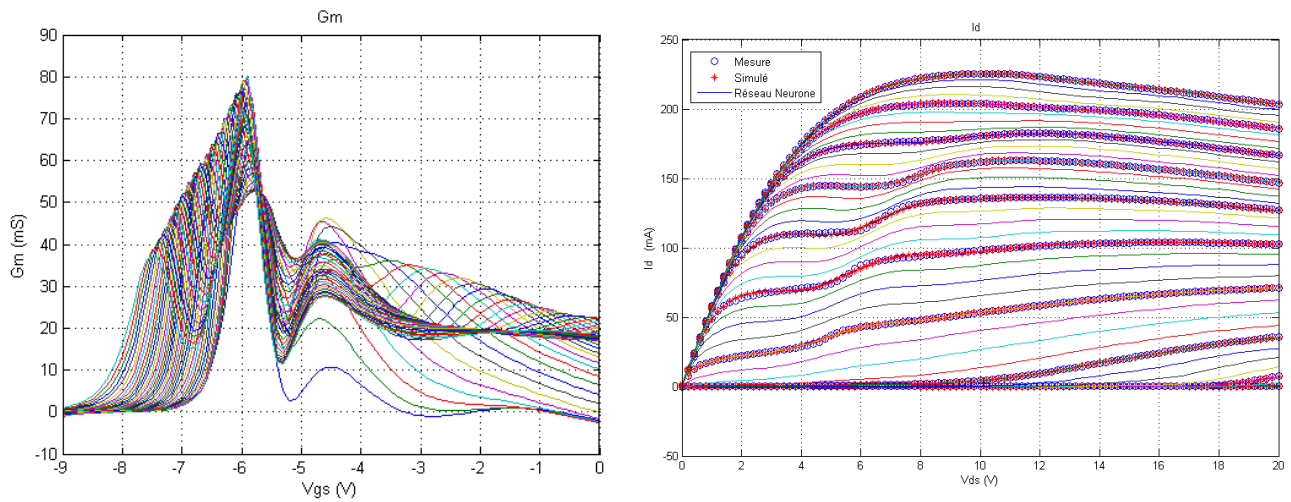 Gm
90
80
70
60
50
40
30
20
10
0
-10
Gm (mS)
-9 -8 -7 -6 -5 -4 -3 -2 -1 0
Vgs (V)
Id
250
200
150
100
50
0
-50
Id (mA)
Mesure
Simulé
Réseau Neurone
0 2 4 6 8 10 12 14 16 18 20
Vds (V)